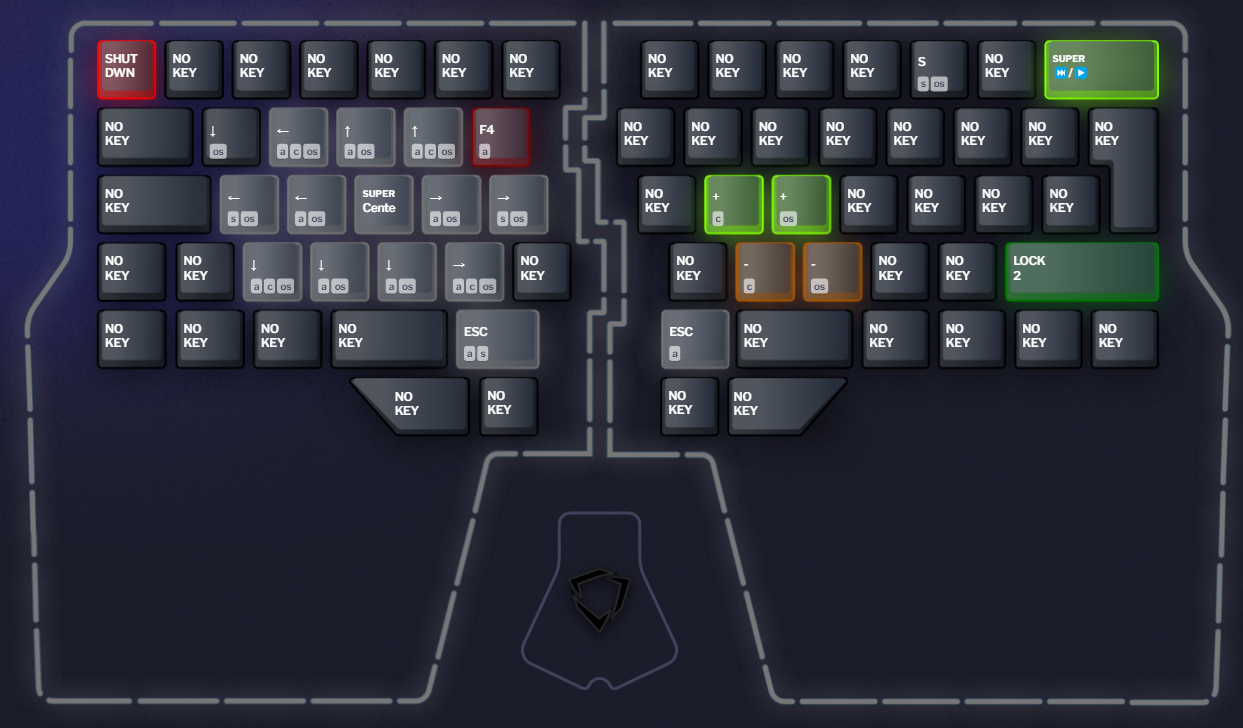 SHUT DWN NO KEY NO KEY NO KEY NO KEY NO KEY NO KEY NO KEY NO KEY NO KEY NO KEY S s os NO KEY SUPER ⏭/▶
NO KEY ↓ os ← a c os ↑ a os ↑ a c os F4 a NO KEY NO KEY NO KEY NO KEY NO KEY NO KEY NO KEY NO KEY
NO KEY ← s os ← a os SUPER Cente → a os → s os NO KEY + c + os NO KEY NO KEY NO KEY NO KEY
NO KEY NO KEY ↓ a c os ↓ a os ↓ a os → a c os NO KEY NO KEY - c - os NO KEY NO KEY LOCK 2
NO KEY NO KEY NO KEY NO KEY ESC a s ESC a NO KEY NO KEY NO KEY NO KEY NO KEY
NO KEY NO KEY NO KEY NO KEY